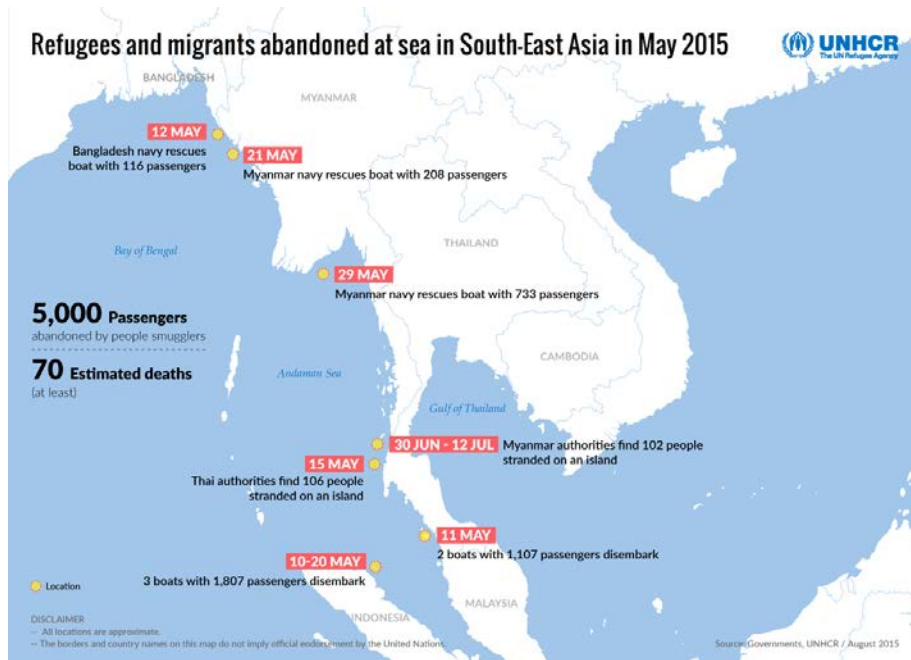 Refugees and migrants abandoned at sea in South-East Asia in May 2015
UNHCR
The UN Refugee Agency
BANGLADESH
MYANMAR
12 MAY
Bangladesh navy rescues
boat with 116 passengers
21 MAY
Myanmar navy rescues boat with 208 passengers
Bay of Bengal
THAILAND
29 MAY
Myanmar navy rescues boat with 733 passengers
5,000 Passengers
abandoned by people smugglers
70 Estimated deaths
(at least)
CAMBODIA
Andaman Sea
Gulf of Thailand
30 JUN - 12 JUL
Myanmar authorities find 102 people
stranded on an island
15 MAY
Thai authorities find 106 people
stranded on an island
11 MAY
2 boats with 1,107 passengers disembark
10-20 MAY
3 boats with 1,807 passengers disembark
Location
MALAYSIA
INDONESIA
DISCLAIMER
-- All locations are approximate.
-- The borders and country names on this map do not imply official endorsement by the United Nations.
Source: Governments, UNHCR / August 2015